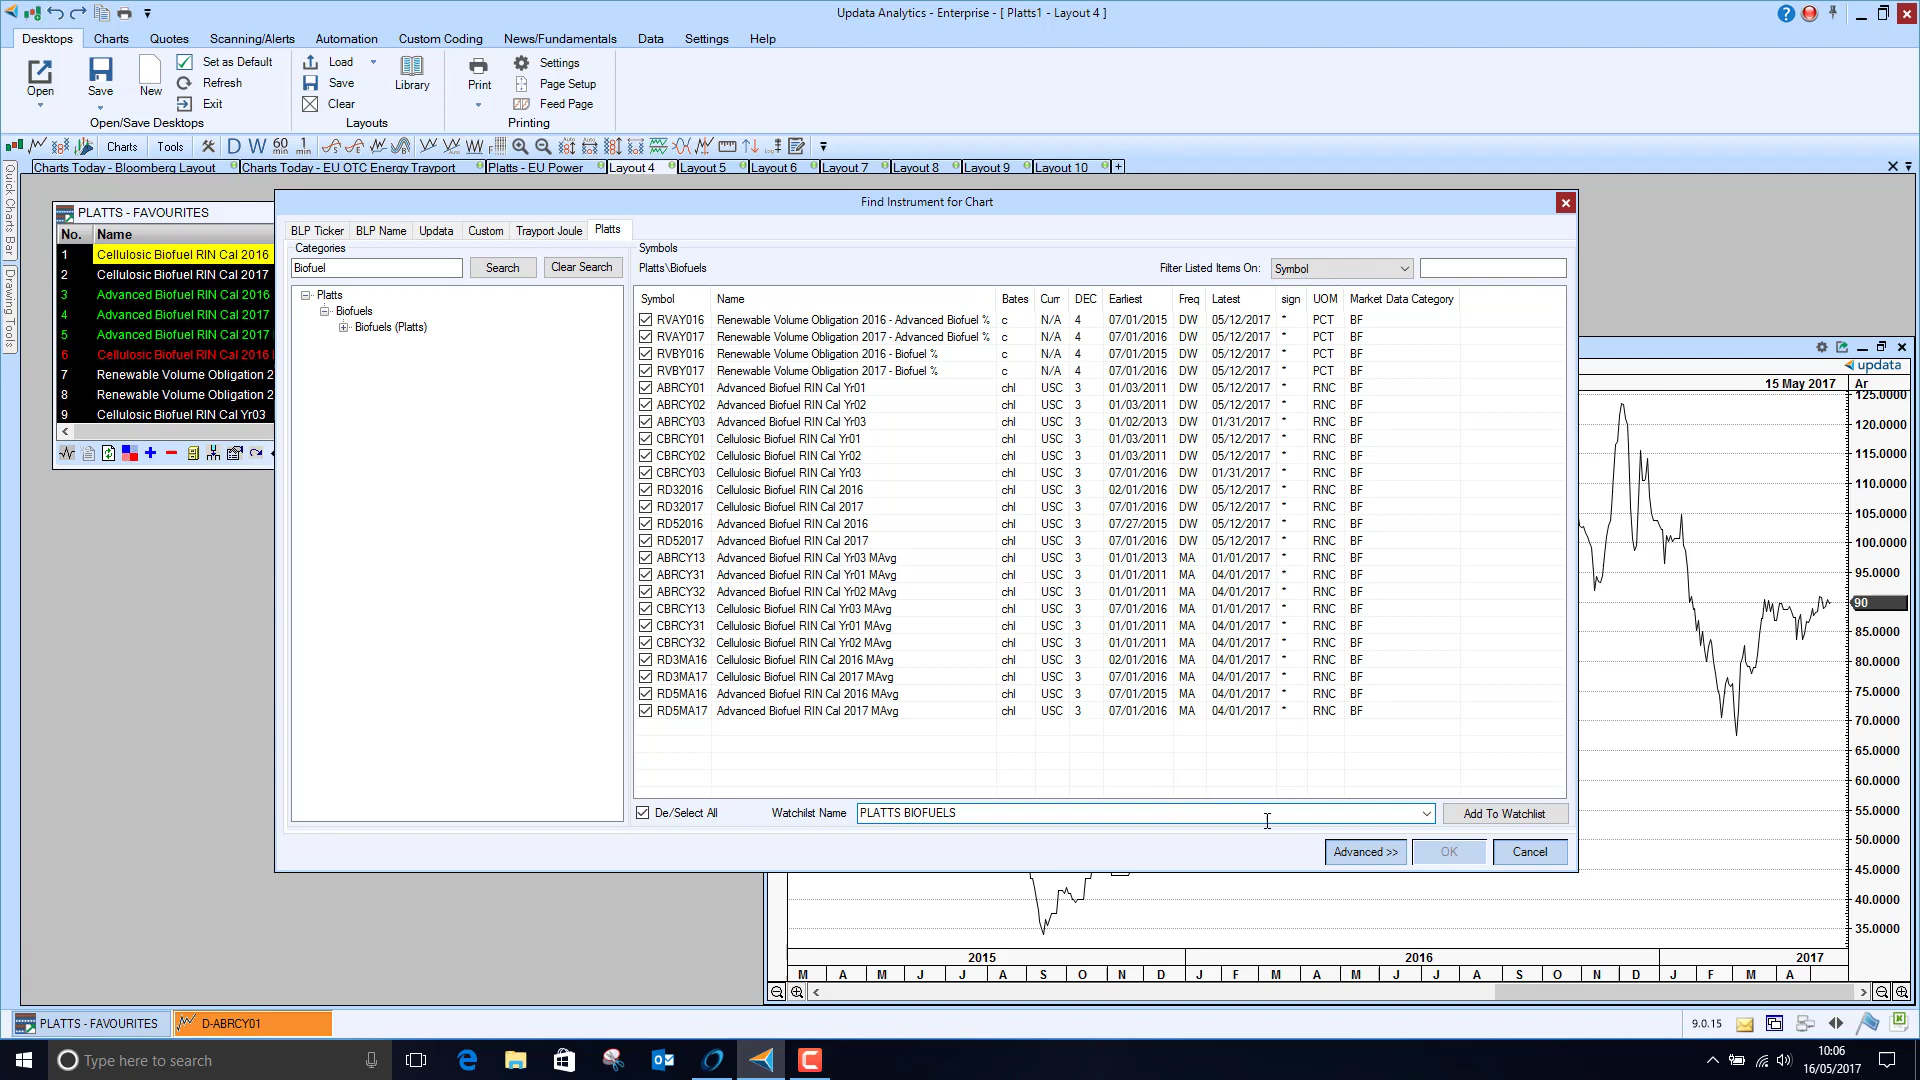 Updata Analytics - Enterprise - [ Platts1 - Layout 4 ]
Desktops Charts Quotes Scanning/Alerts Automation Custom Coding News/Fundamentals Data Settings Help
Open Save New Set as Default Refresh Exit
Open/Save Desktops
Load Save Clear Library
Layouts
Print Settings Page Setup Feed Page
Printing
Charts Tools D W 60 min 1
Charts Today - Bloomberg Layout Charts Today - EU OTC Energy Trayport Platts - EU Power Layout 4 Layout 5 Layout 6 Layout 7 Layout 8 Layout 9 Layout 10 +
Quick Charts Bar
Drawing Tools
PLATTS - FAVOURITES
No. Name
1 Cellulosic Biofuel RIN Cal 2016
2 Cellulosic Biofuel RIN Cal 2017
3 Advanced Biofuel RIN Cal 2016
4 Advanced Biofuel RIN Cal 2017
5 Advanced Biofuel RIN Cal 2017
6 Cellulosic Biofuel RIN Cal 2016
7 Renewable Volume Obligation 2
8 Renewable Volume Obligation 2
9 Cellulosic Biofuel RIN Cal Yr03
Find Instrument for Chart
BLP Ticker BLP Name Updata Custom Trayport Joule Platts
Categories
Biofuel Search Clear Search
Platts
Biofuels
Biofuels (Platts)
Symbols
Platts\Biofuels Filter Listed Items On: Symbol
Symbol Name Bates Curr DEC Earliest Freq Latest sign UOM Market Data Category
RVAY016 Renewable Volume Obligation 2016 - Advanced Biofuel % c N/A 4 07/01/2015 DW 05/12/2017 * PCT BF
RVAY017 Renewable Volume Obligation 2017 - Advanced Biofuel % c N/A 4 07/01/2016 DW 05/12/2017 * PCT BF
RVBY016 Renewable Volume Obligation 2016 - Biofuel % c N/A 4 07/01/2015 DW 05/12/2017 * PCT BF
RVBY017 Renewable Volume Obligation 2017 - Biofuel % c N/A 4 07/01/2016 DW 05/12/2017 * PCT BF
ABRCY01 Advanced Biofuel RIN Cal Yr01 chl USC 3 01/03/2011 DW 05/12/2017 * RNC BF
ABRCY02 Advanced Biofuel RIN Cal Yr02 chl USC 3 01/03/2011 DW 05/12/2017 * RNC BF
ABRCY03 Advanced Biofuel RIN Cal Yr03 chl USC 3 01/02/2013 DW 01/31/2017 * RNC BF
CBRCY01 Cellulosic Biofuel RIN Cal Yr01 chl USC 3 01/03/2011 DW 05/12/2017 * RNC BF
CBRCY02 Cellulosic Biofuel RIN Cal Yr02 chl USC 3 01/03/2011 DW 05/12/2017 * RNC BF
CBRCY03 Cellulosic Biofuel RIN Cal Yr03 chl USC 3 07/01/2016 DW 01/31/2017 * RNC BF
RD32016 Cellulosic Biofuel RIN Cal 2016 chl USC 3 02/01/2016 DW 05/12/2017 * RNC BF
RD32017 Cellulosic Biofuel RIN Cal 2017 chl USC 3 07/01/2016 DW 05/12/2017 * RNC BF
RD52016 Advanced Biofuel RIN Cal 2016 chl USC 3 07/27/2015 DW 05/12/2017 * RNC BF
RD52017 Advanced Biofuel RIN Cal 2017 chl USC 3 07/01/2016 DW 05/12/2017 * RNC BF
ABRCY13 Advanced Biofuel RIN Cal Yr03 MAvg chl USC 3 01/01/2013 MA 01/01/2017 * RNC BF
ABRCY31 Advanced Biofuel RIN Cal Yr01 MAvg chl USC 3 01/01/2011 MA 04/01/2017 * RNC BF
ABRCY32 Advanced Biofuel RIN Cal Yr02 MAvg chl USC 3 01/01/2011 MA 04/01/2017 * RNC BF
CBRCY13 Cellulosic Biofuel RIN Cal Yr03 MAvg chl USC 3 07/01/2016 MA 01/01/2017 * RNC BF
CBRCY31 Cellulosic Biofuel RIN Cal Yr01 MAvg chl USC 3 01/01/2011 MA 04/01/2017 * RNC BF
CBRCY32 Cellulosic Biofuel RIN Cal Yr02 MAvg chl USC 3 01/01/2011 MA 04/01/2017 * RNC BF
RD3MA16 Cellulosic Biofuel RIN Cal 2016 MAvg chl USC 3 02/01/2016 MA 04/01/2017 * RNC BF
RD3MA17 Cellulosic Biofuel RIN Cal 2017 MAvg chl USC 3 07/01/2016 MA 04/01/2017 * RNC BF
RD5MA16 Advanced Biofuel RIN Cal 2016 MAvg chl USC 3 07/01/2015 MA 04/01/2017 * RNC BF
RD5MA17 Advanced Biofuel RIN Cal 2017 MAvg chl USC 3 07/01/2016 MA 04/01/2017 * RNC BF
De/Select All Watchlist Name PLATTS BIOFUELS Add To Watchlist
Advanced >> OK Cancel
updata
15 May 2017 Ar
125.0000
120.0000
115.0000
110.0000
105.0000
100.0000
95.0000
90
85.0000
80.0000
75.0000
70.0000
65.0000
60.0000
55.0000
50.0000
45.0000
40.0000
35.0000
2015 2016 2017
M A M J J A S O N D J F M A M J J A S O N D J F M A
PLATTS - FAVOURITES D-ABRCY01 9.0.15
Type here to search
10:06
16/05/2017